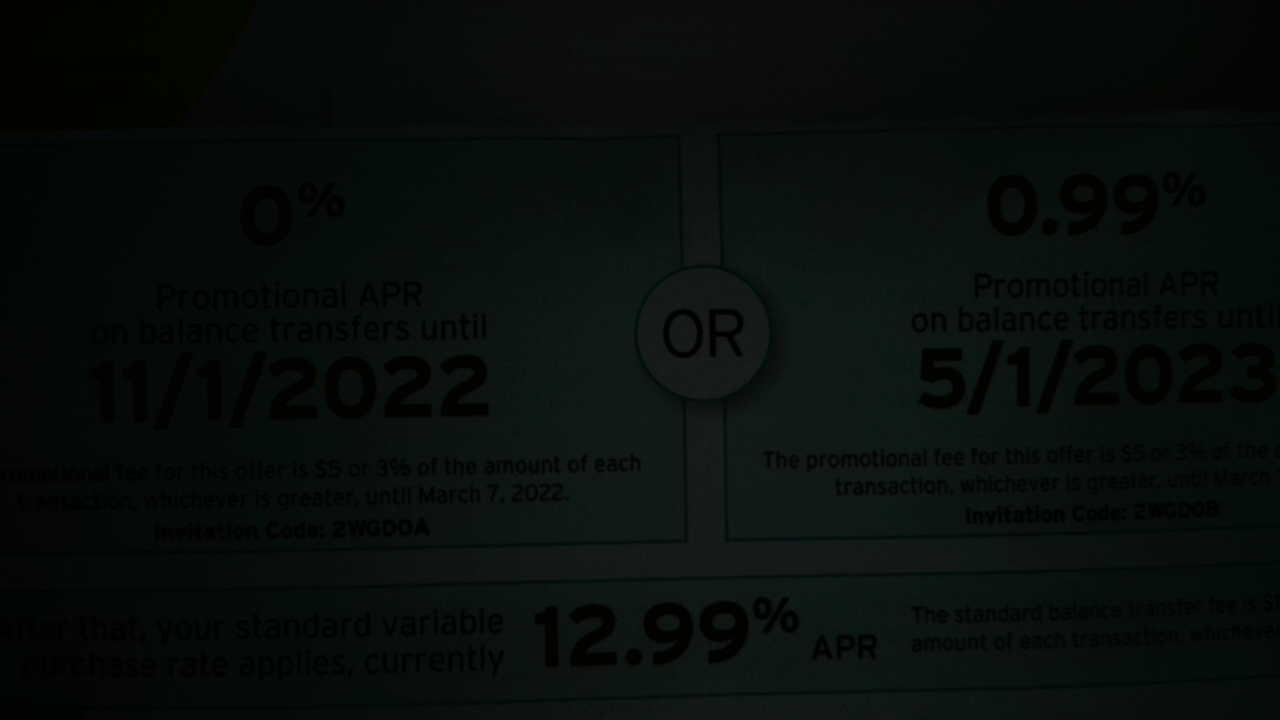 0%
Promotional APR
on balance transfers until
11/1/2022
promotional fee for this offer is $5 or 3% of the amount of each
transaction, whichever is greater, until March 7, 2022.
Invitation Code: 2WGDOA
OR
0.99%
Promotional APR
on balance transfers until
5/1/2023
The promotional fee for this offer is $5 or 3% of the
transaction, whichever is greater, until March
Invitation Code: 2WGDOB
After that, your standard variable
purchase rate applies, currently
12.99% APR
The standard balance transfer fee is
amount of each transaction, whichever